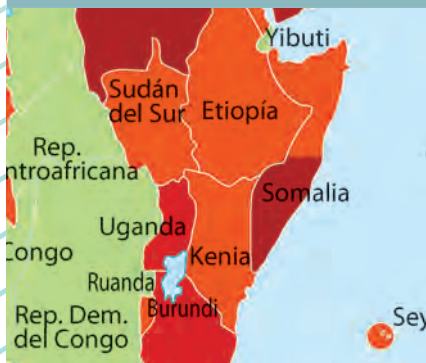 Yibuti
Sudán
del Sur
Etiopía
Rep.
ntroafricana
Somalia
Uganda
Congo
Kenia
Ruanda
Burundi
Rep. Dem.
del Congo
Sey